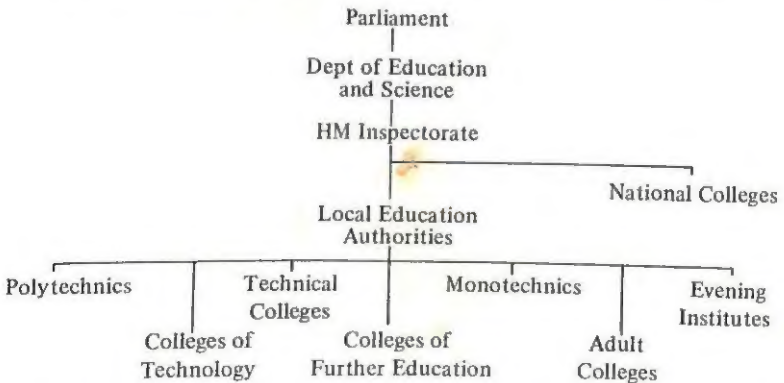 Parliament
Dept of Education
and Science
HM Inspectorate
National Colleges
Local Education
Authorities
Polytechnics
Technical
Colleges
Monotechnics
Evening
Institutes
Colleges of
Technology
Colleges of
Further Education
Adult
Colleges